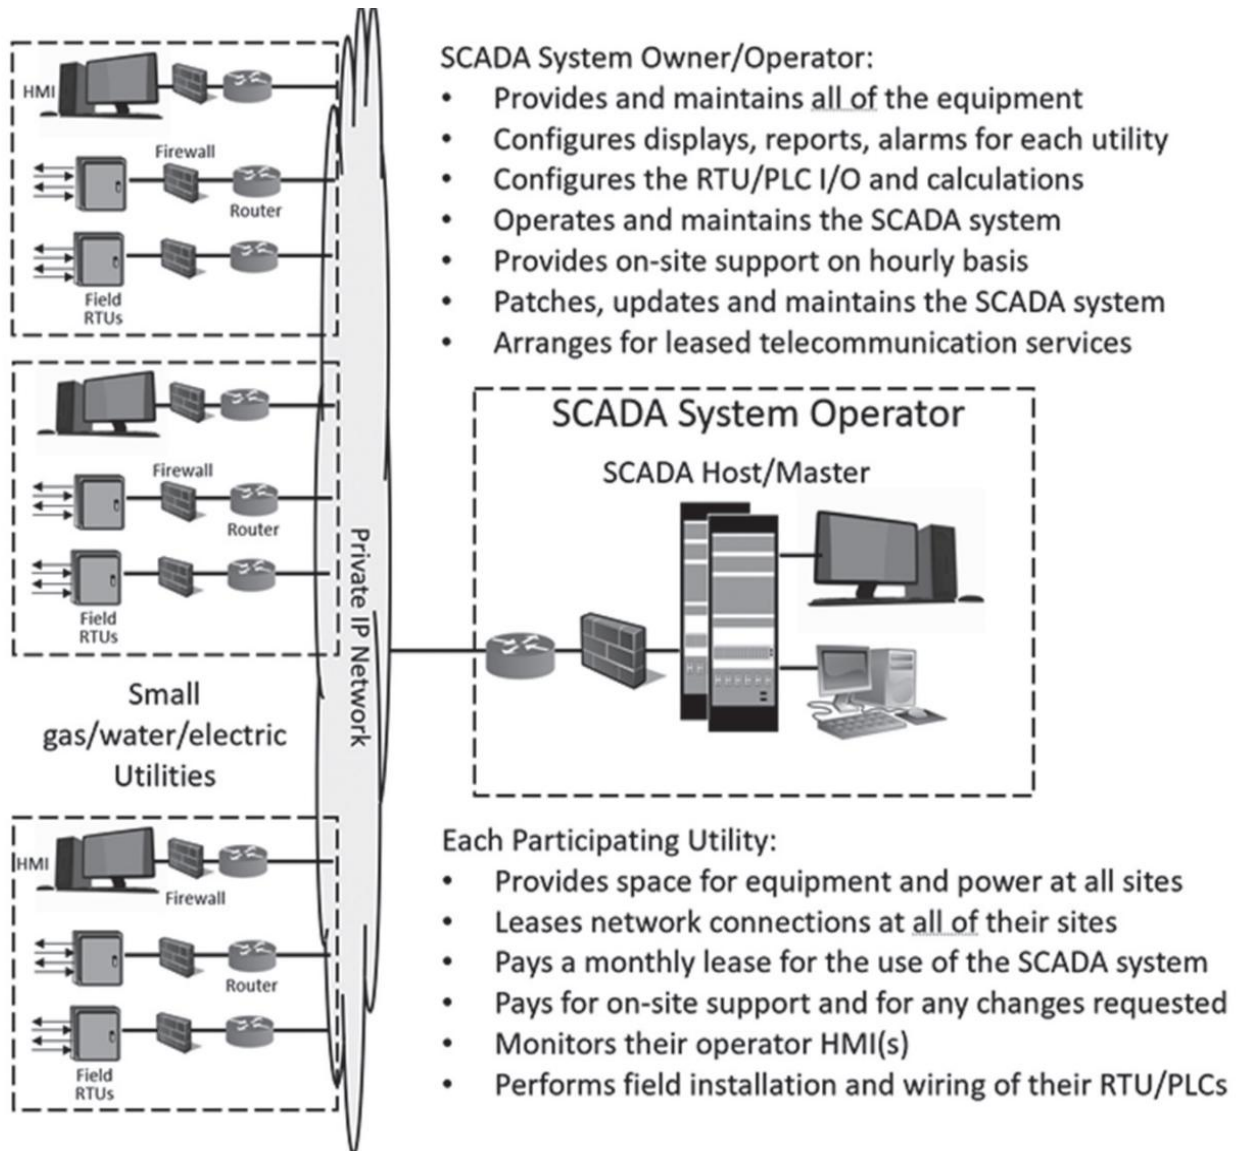 HMI
Firewall
Router
Field
RTUs
Firewall
Router
Field
RTUs
Small
gas/water/electric
Utilities
HMI
Firewall
Router
Field
RTUs
Private IP Network
SCADA System Owner/Operator:
• Provides and maintains all of the equipment
• Configures displays, reports, alarms for each utility
• Configures the RTU/PLC I/O and calculations
• Operates and maintains the SCADA system
• Provides on-site support on hourly basis
• Patches, updates and maintains the SCADA system
• Arranges for leased telecommunication services
SCADA System Operator
SCADA Host/Master
Each Participating Utility:
• Provides space for equipment and power at all sites
• Leases network connections at all of their sites
• Pays a monthly lease for the use of the SCADA system
• Pays for on-site support and for any changes requested
• Monitors their operator HMI(s)
• Performs field installation and wiring of their RTU/PLCs